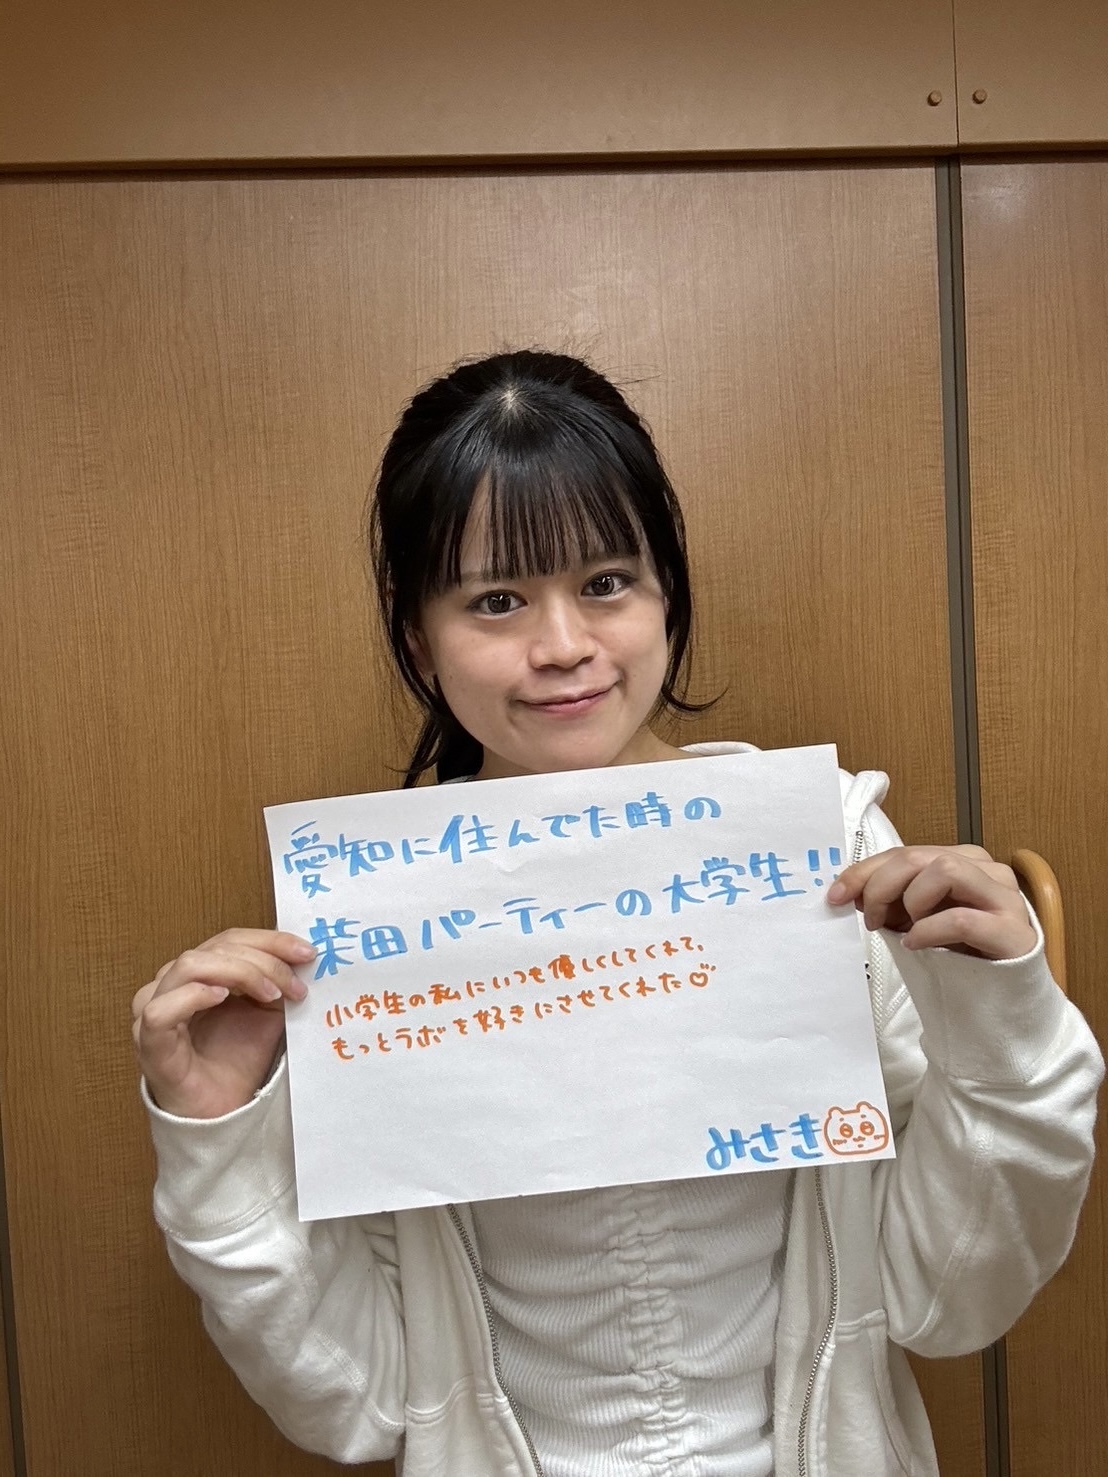 愛知に住んでた時の
柴田パーティーの大学生!!
小学生の私にいつも優しくしてくれて、
もっとラボを好きにさせてくれた♡
みさき